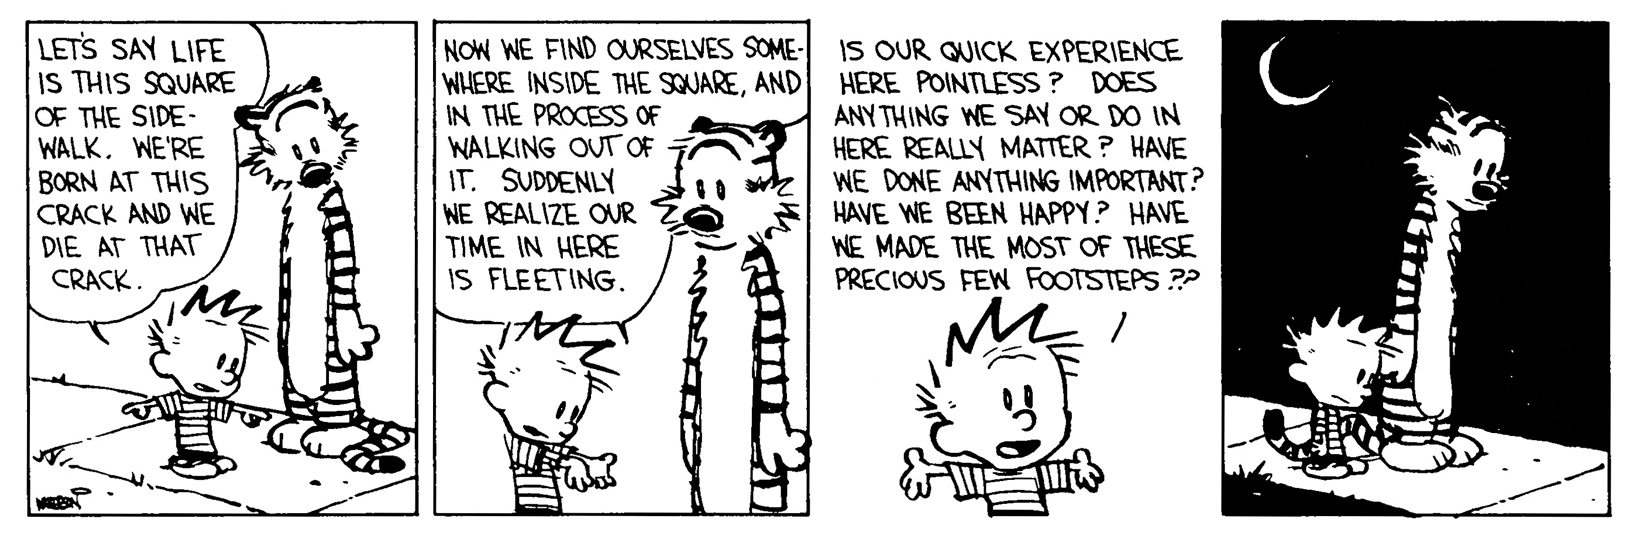 LET'S SAY LIFE
IS THIS SQUARE
OF THE SIDE-
WALK. WE'RE
BORN AT THIS
CRACK AND WE
DIE AT THAT
CRACK.
WATTERSON
NOW WE FIND OURSELVES SOME-
WHERE INSIDE THE SQUARE, AND
IN THE PROCESS OF
WALKING OUT OF
IT. SUDDENLY
WE REALIZE OUR
TIME IN HERE
IS FLEETING.
IS OUR QUICK EXPERIENCE
HERE POINTLESS? DOES
ANYTHING WE SAY OR DO IN
HERE REALLY MATTER? HAVE
WE DONE ANYTHING IMPORTANT?
HAVE WE BEEN HAPPY? HAVE
WE MADE THE MOST OF THESE
PRECIOUS FEW FOOTSTEPS??